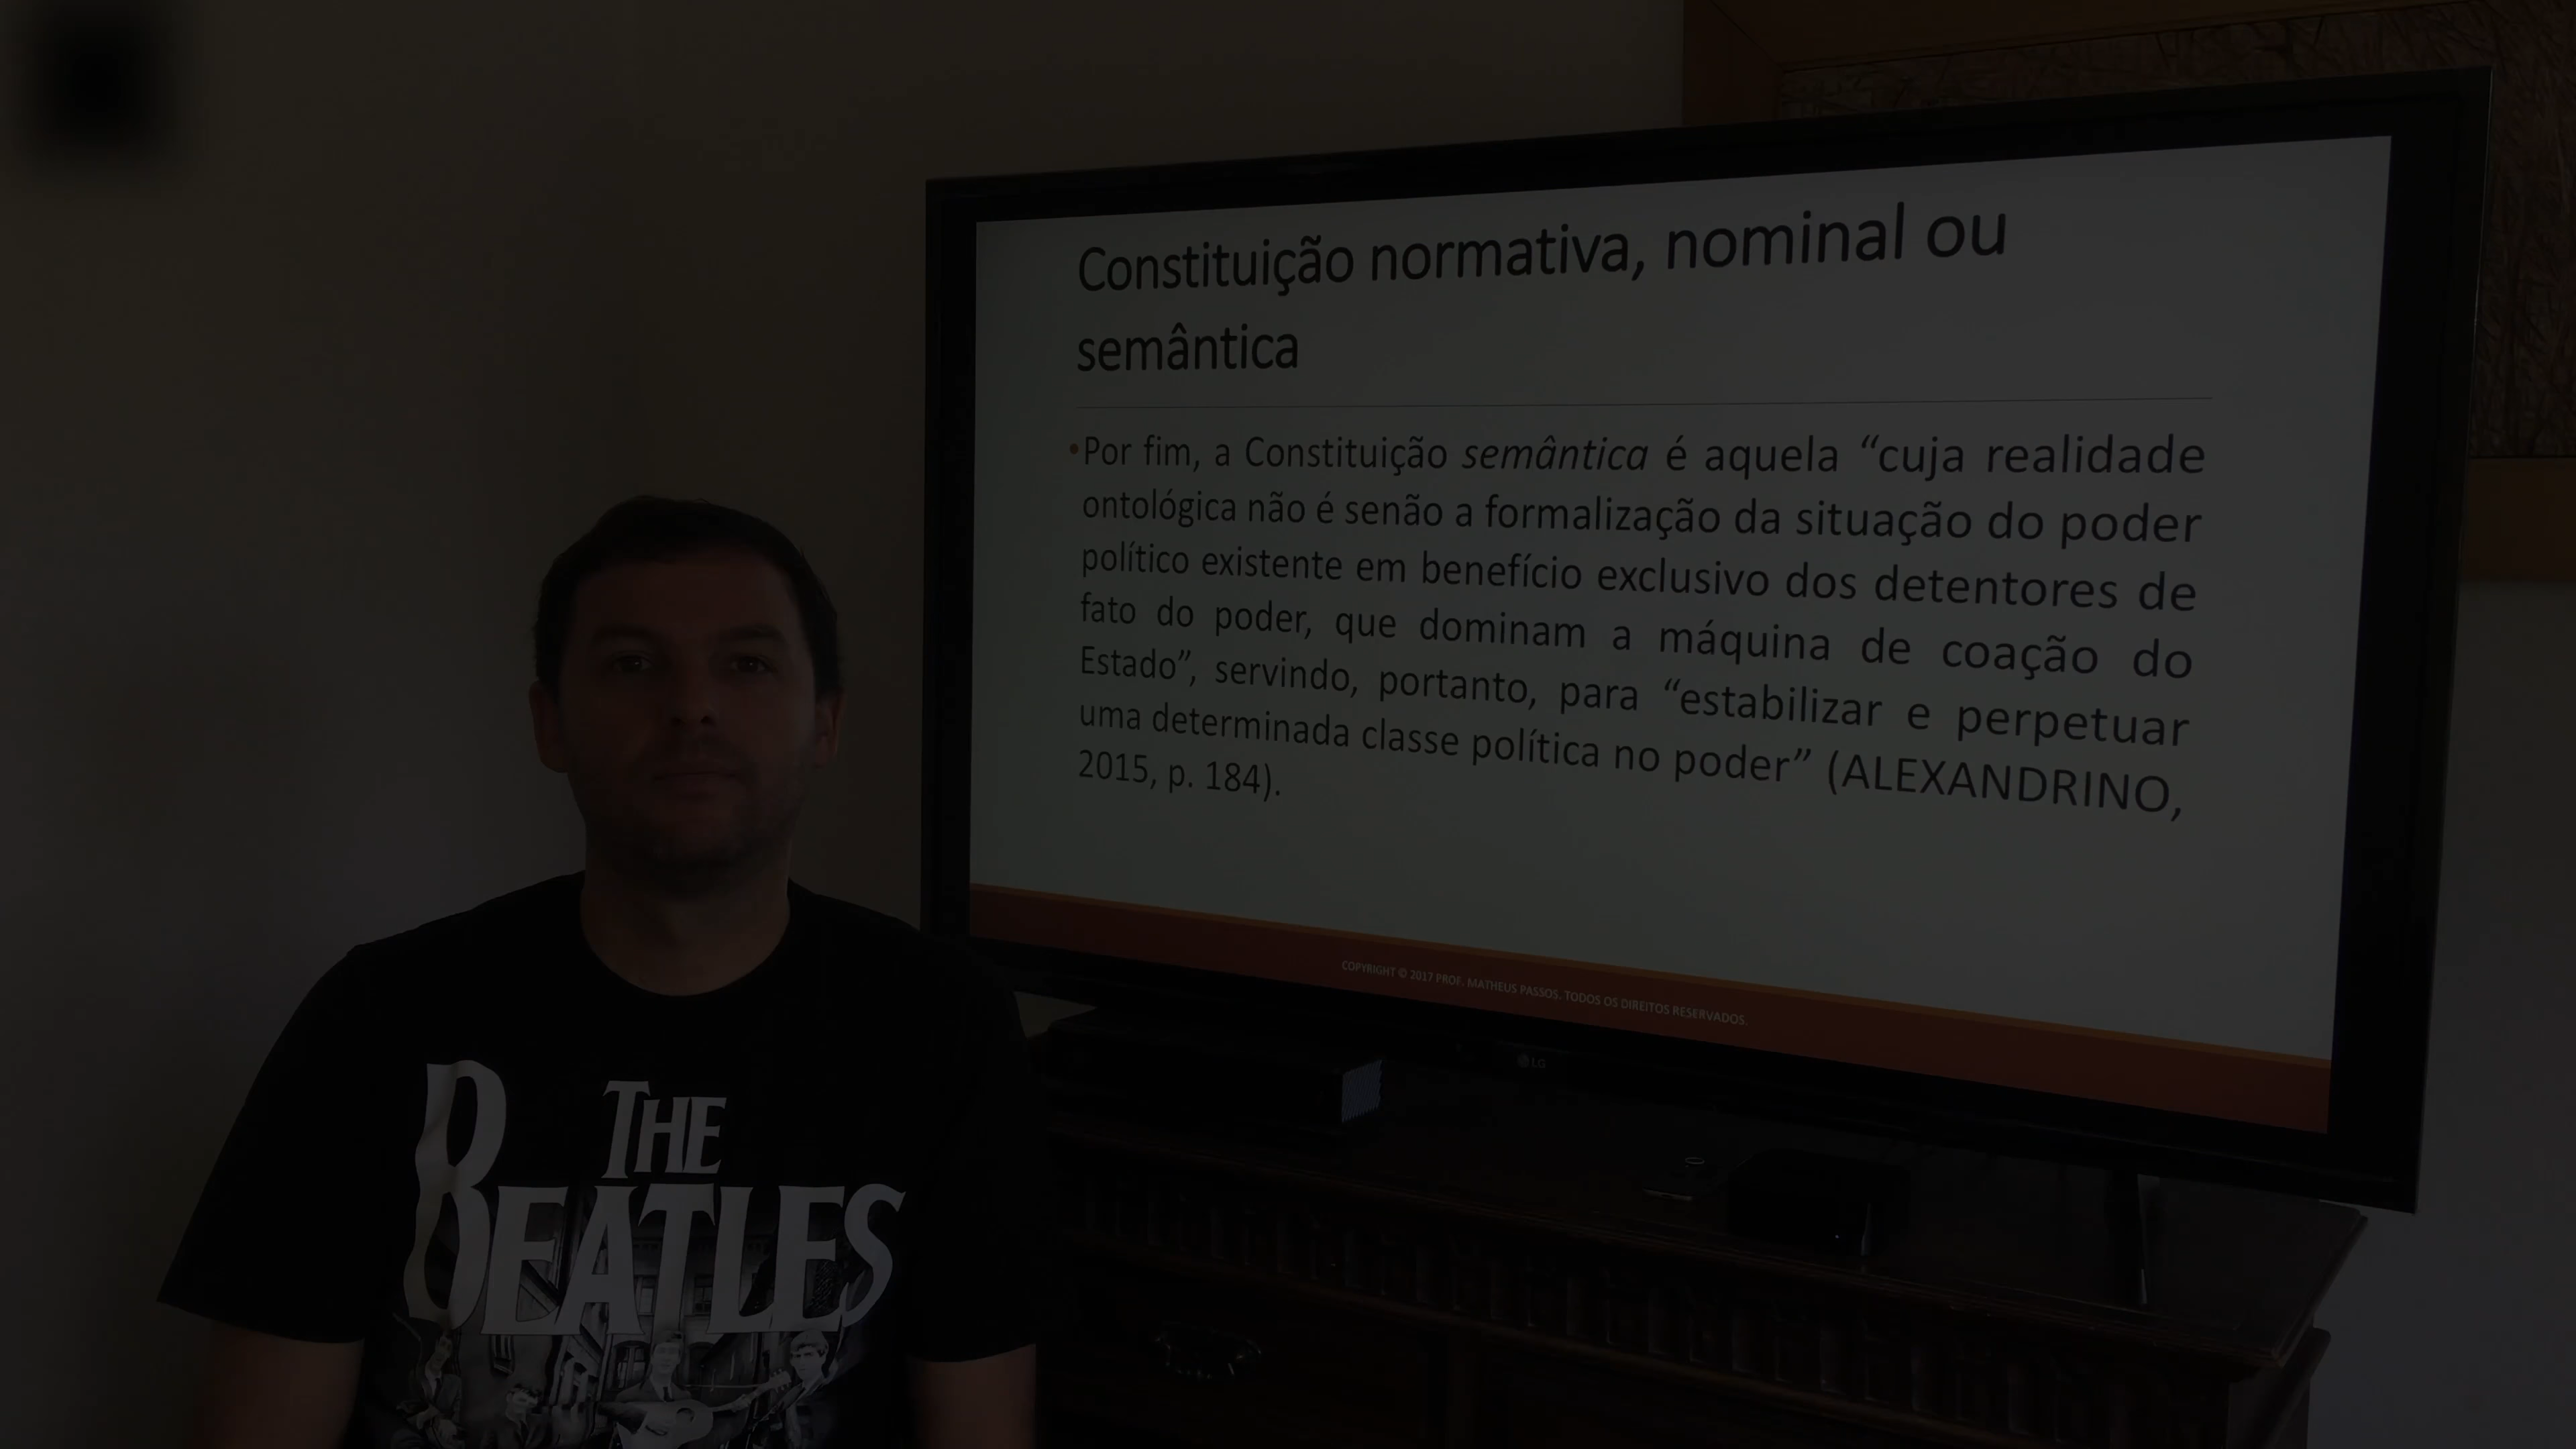 Constituição normativa, nominal ou
semântica
•Por fim, a Constituição semântica é aquela “cuja realidade
ontológica não é senão a formalização da situação do poder
político existente em benefício exclusivo dos detentores de
fato do poder, que dominam a máquina de coação do
Estado”, servindo, portanto, para “estabilizar e perpetuar
uma determinada classe política no poder” (ALEXANDRINO,
2015, p. 184).
COPYRIGHT © 2017 PROF. MATHEUS PASSOS. TODOS OS DIREITOS RESERVADOS.
LG
THE
BEATLES